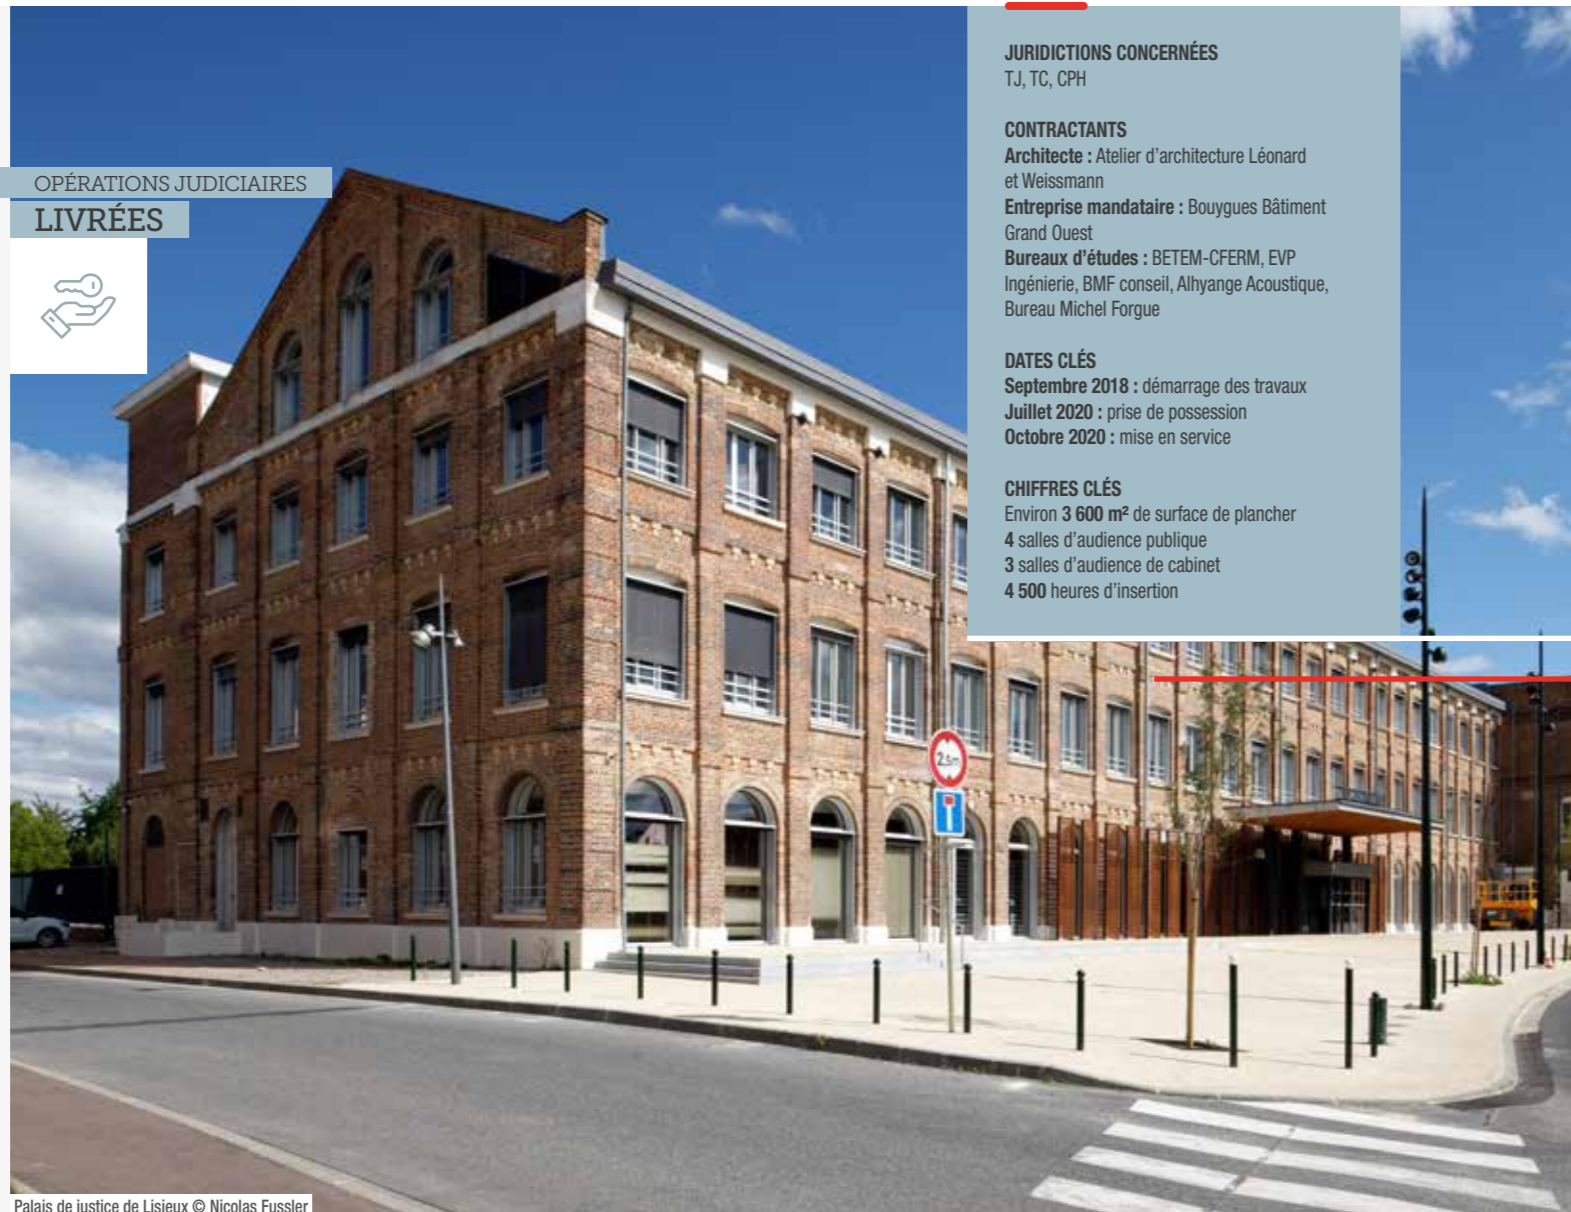 OPÉRATIONS JUDICIAIRES
LIVRÉES
JURIDICTIONS CONCERNÉES
TJ, TC, CPH
CONTRACTANTS
Architecte : Atelier d'architecture Léonard
et Weissmann
Entreprise mandataire : Bouygues Bâtiment
Grand Ouest
Bureaux d'études : BETEM-CFERM, EVP
Ingénierie, BMF conseil, Alhyange Acoustique,
Bureau Michel Forgue
DATES CLÉS
Septembre 2018 : démarrage des travaux
Juillet 2020 : prise de possession
Octobre 2020 : mise en service
CHIFFRES CLÉS
Environ 3 600 m² de surface de plancher
4 salles d'audience publique
3 salles d'audience de cabinet
4 500 heures d'insertion
2,5m
Palais de justice de Lisieux © Nicolas Fussler